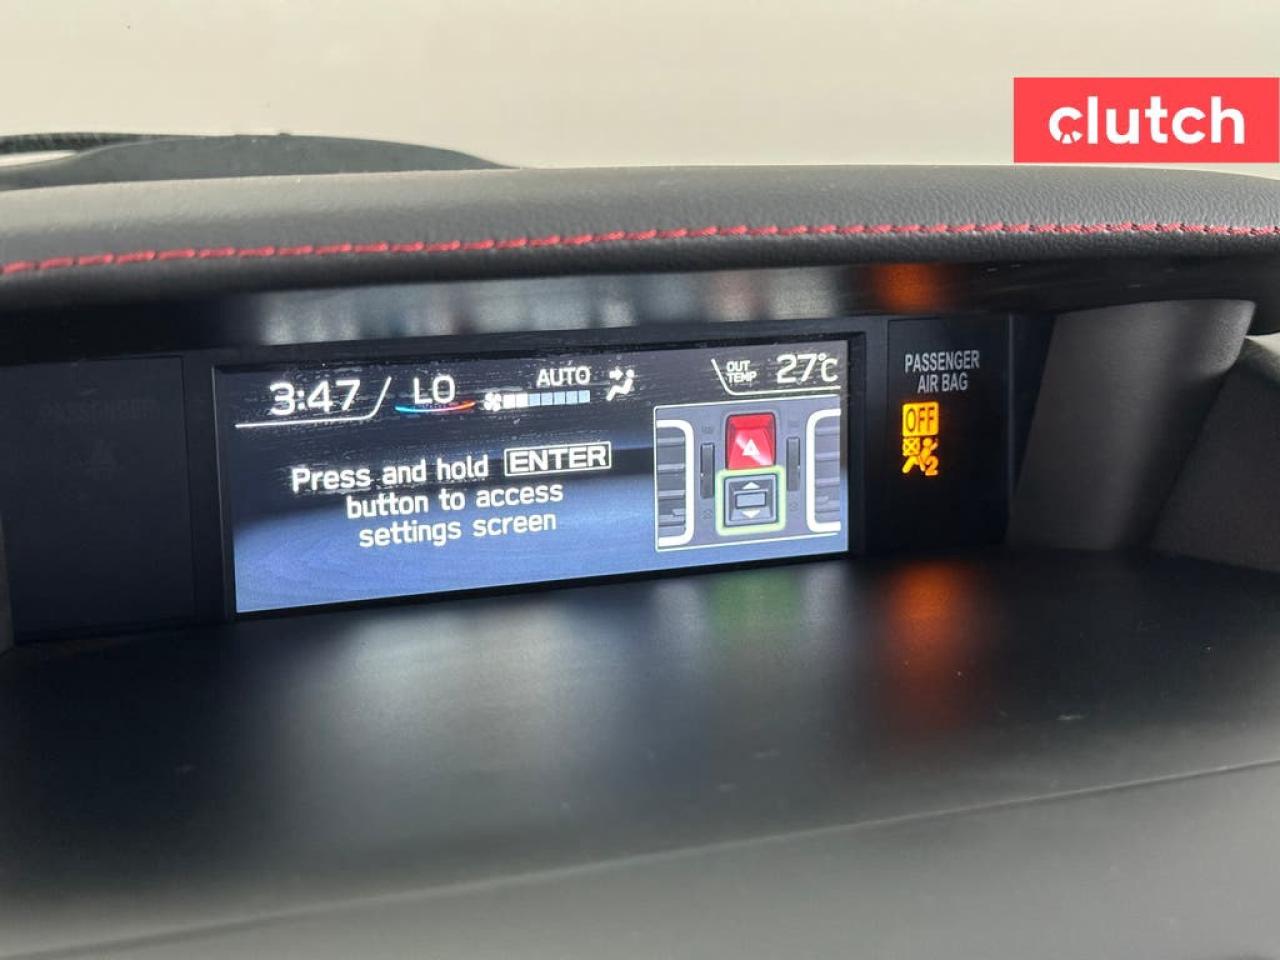 clutch
3:47 LO AUTO OUT TEMP 27°C
Press and hold ENTER
button to access
settings screen
PASSENGER
AIR BAG
OFF
2